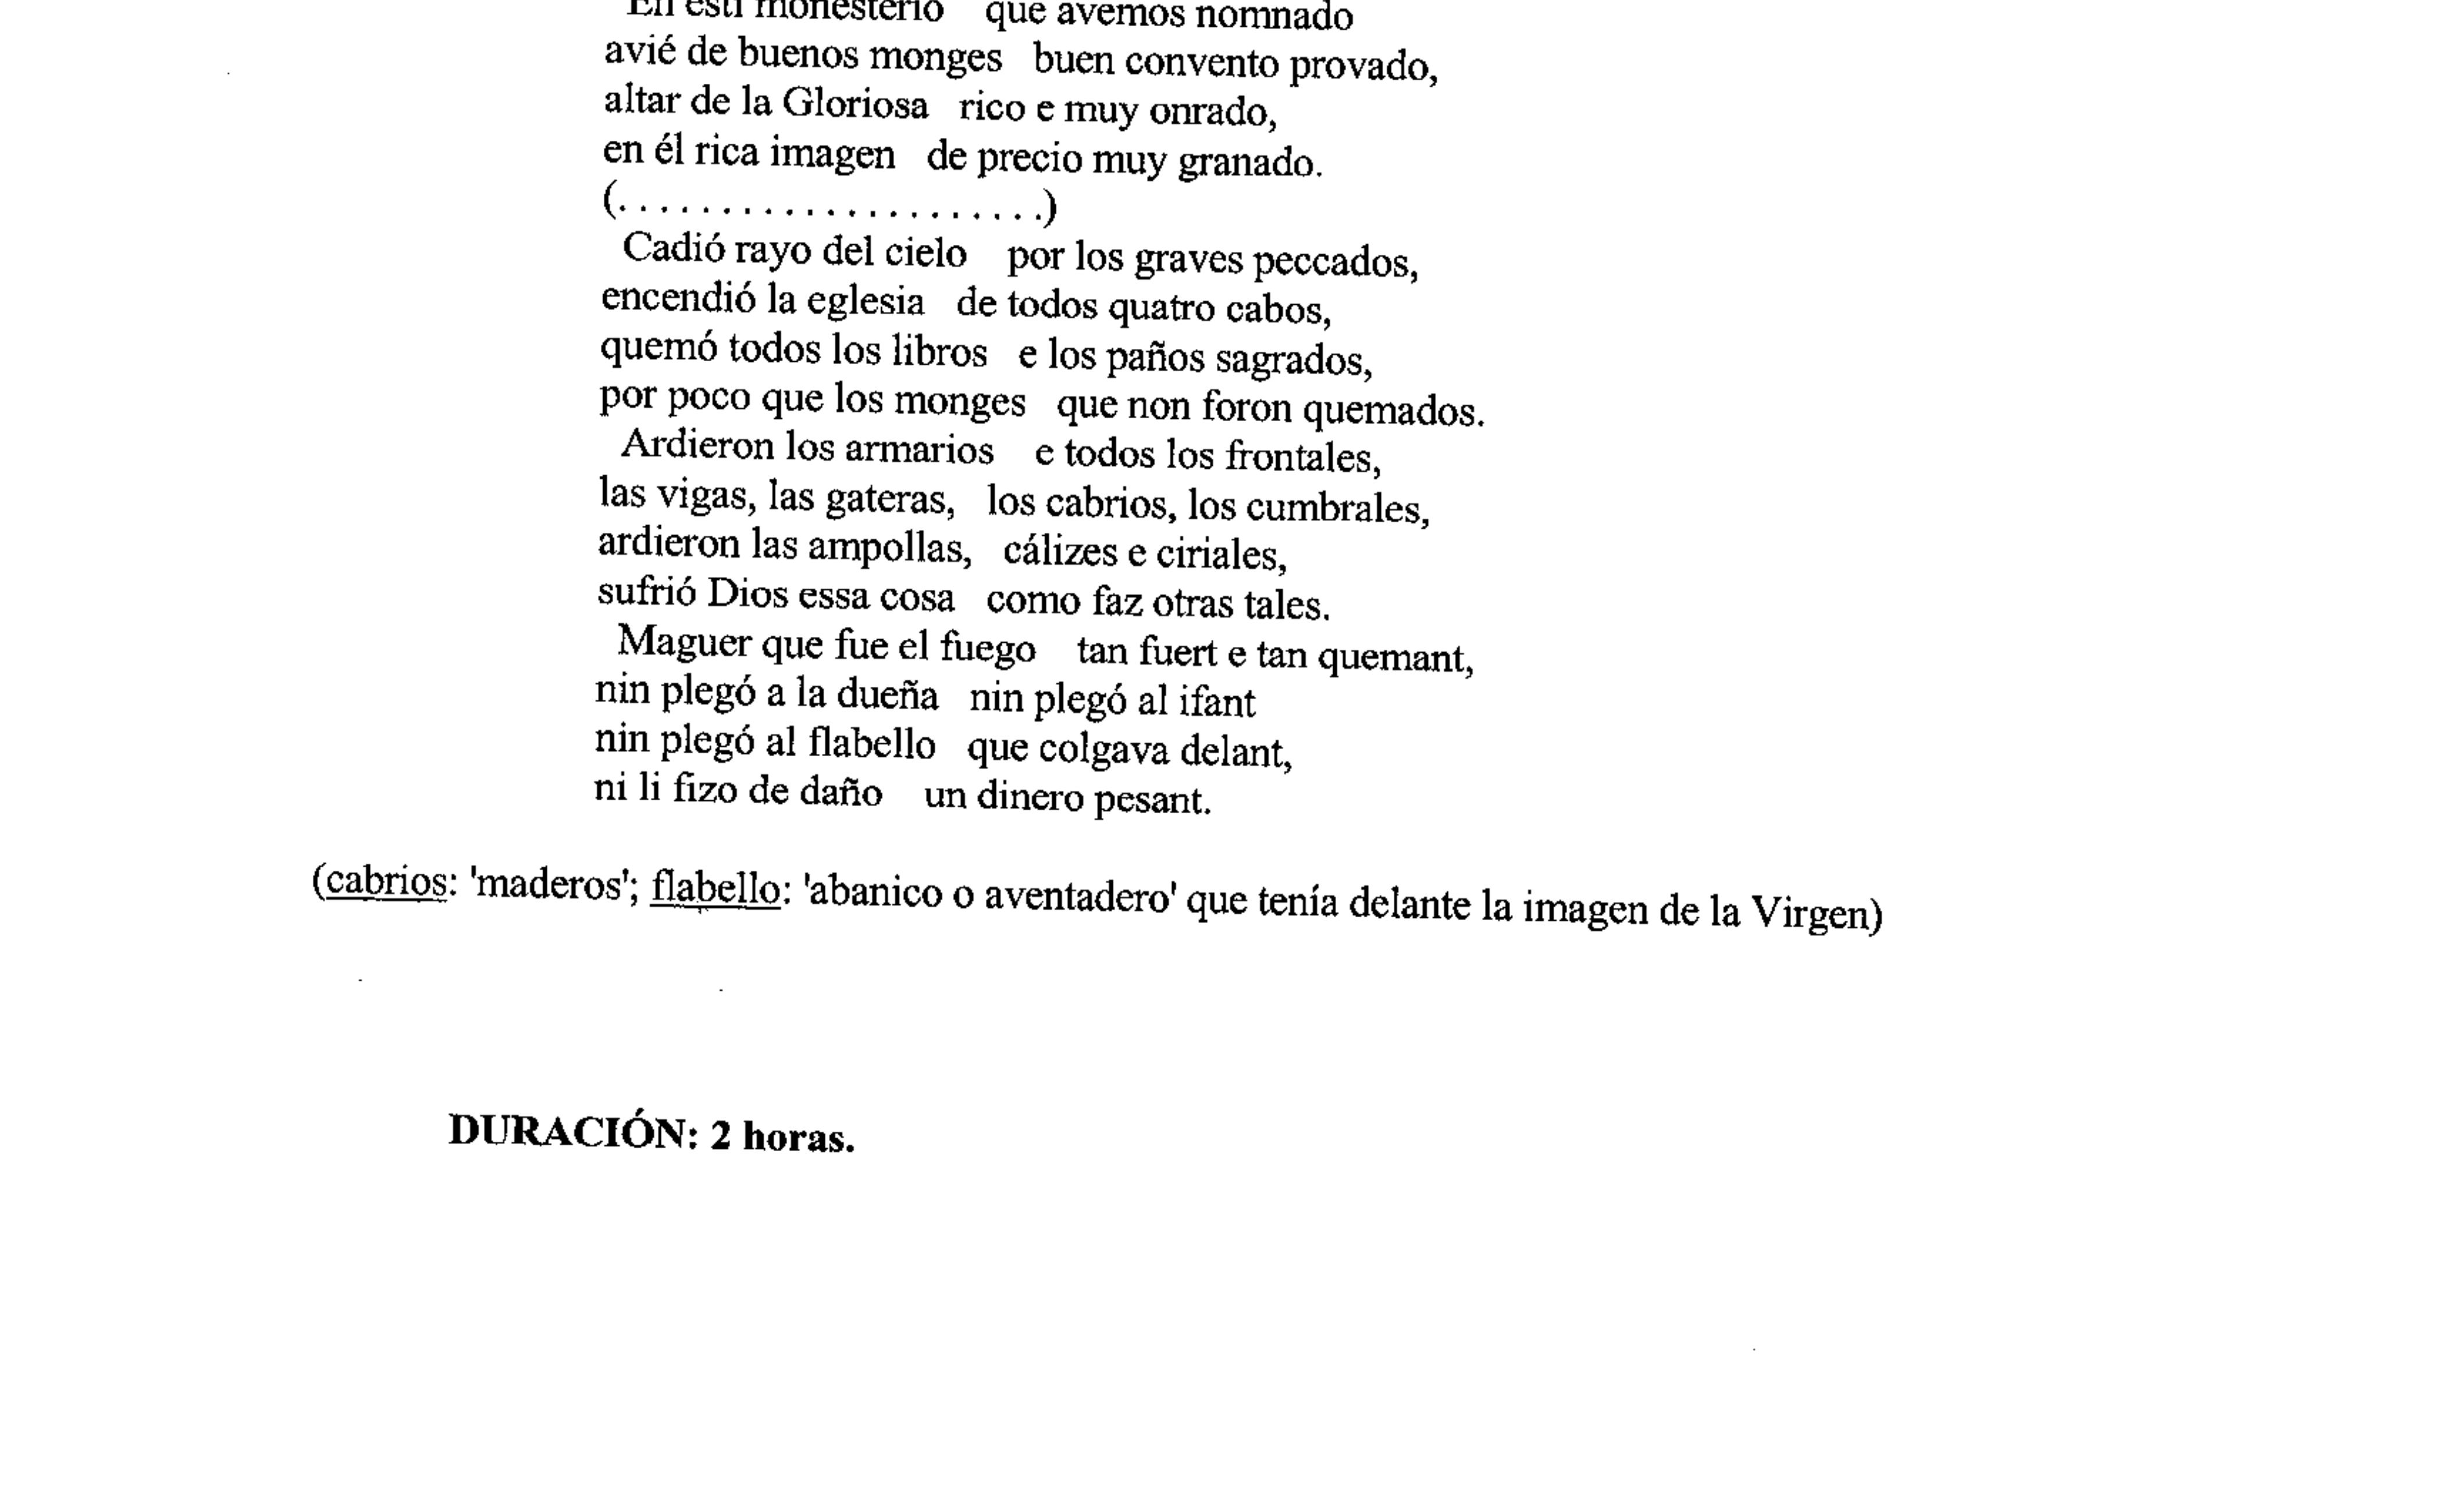 En esti monesterio que avemos nomnado
avié de buenos monges buen convento provado,
altar de la Gloriosa rico e muy onrado,
en él rica imagen de precio muy granado.
(. . . . . . . . . . . . . . . . . . . . .)
Cadió rayo del cielo por los graves peccados,
encendió la eglesia de todos quatro cabos,
quemó todos los libros e los paños sagrados,
por poco que los monges que non foron quemados.
Ardieron los armarios e todos los frontales,
las vigas, las gateras, los cabrios, los cumbrales,
ardieron las ampollas, cálizes e ciriales,
sufrió Dios essa cosa como faz otras tales.
Maguer que fue el fuego tan fuert e tan quemant,
nin plegó a la dueña nin plegó al ifant
nin plegó al flabello que colgava delant,
ni li fizo de daño un dinero pesant.
(cabrios: 'maderos'; flabello: 'abanico o aventadero' que tenía delante la imagen de la Virgen)
DURACIÓN: 2 horas.